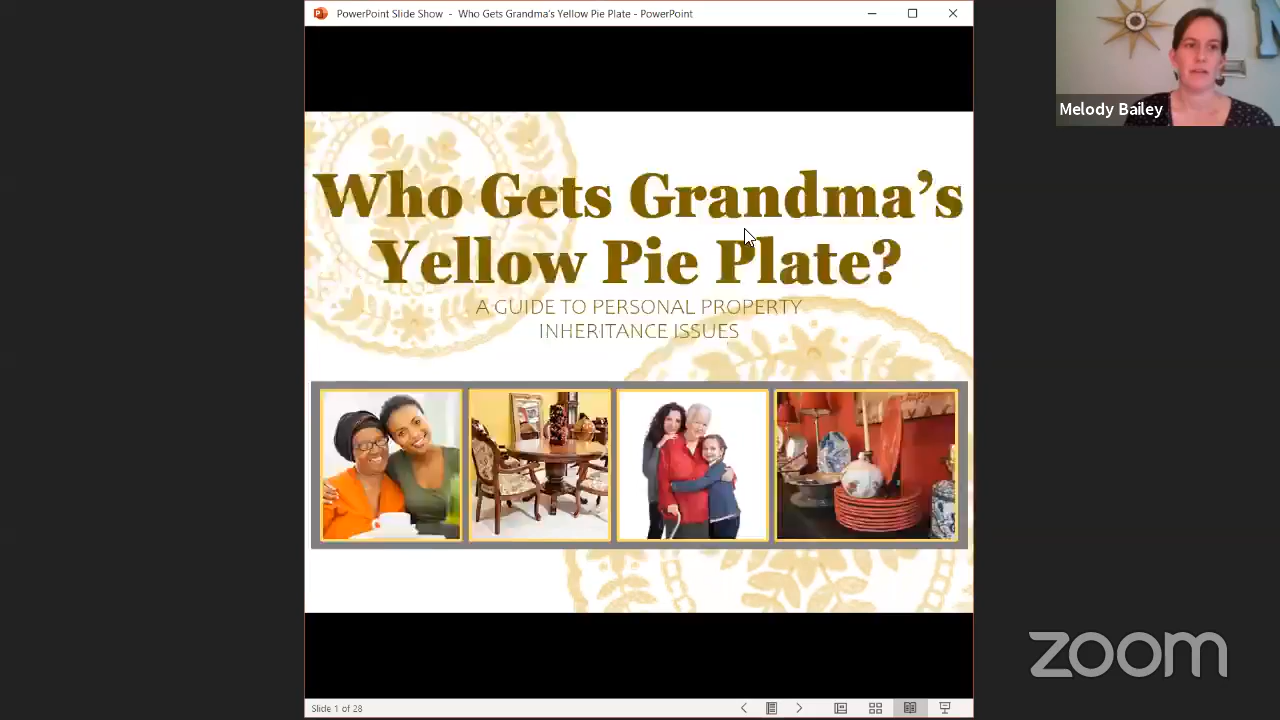 PowerPoint Slide Show - Who Gets Grandma's Yellow Pie Plate - PowerPoint
Melody Bailey
Who Gets Grandma’s
Yellow Pie Plate?
A GUIDE TO PERSONAL PROPERTY
INHERITANCE ISSUES
zoom
Slide 1 of 28